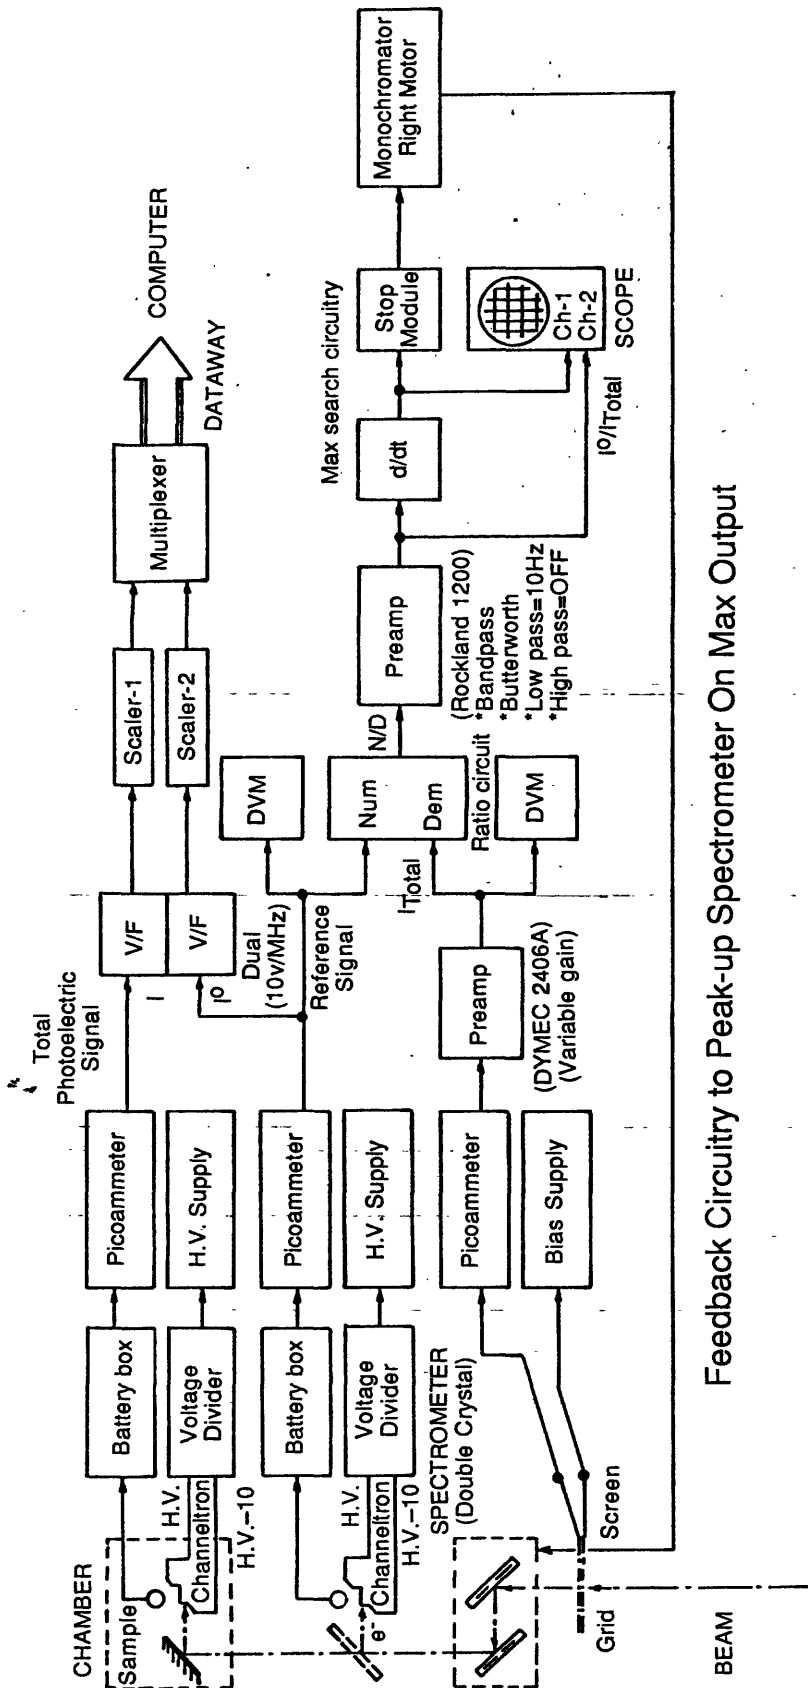 CHAMBER
Sample
H.V.
Channeltron
H.V.-10
Battery box
Voltage
Divider
Picoammeter
H.V. Supply
Total
Photoelectric
Signal
I
I⁰
V/F
V/F
Dual
(10v/MHz)
Scaler-1
Scaler-2
Multiplexer
DATAWAY
COMPUTER
e⁻
H.V.
Channeltron
H.V.-10
Battery box
Voltage
Divider
Picoammeter
H.V. Supply
Reference
Signal
DVM
Num
Dem
N/D
Ratio circuit
ITotal
DVM
Preamp
(Rockland 1200)
*Bandpass
*Butterworth
*Low pass=10Hz
*High pass=OFF
Max search circuitry
d/dt
Stop
Module
Monochromator
Right Motor
Ch-1
Ch-2
SCOPE
I⁰/ITotal
SPECTROMETER
(Double Crystal)
Picoammeter
Bias Supply
Preamp
(DYMEC 2406A)
(Variable gain)
Screen
Grid
BEAM
Feedback Circuitry to Peak-up Spectrometer On Max Output